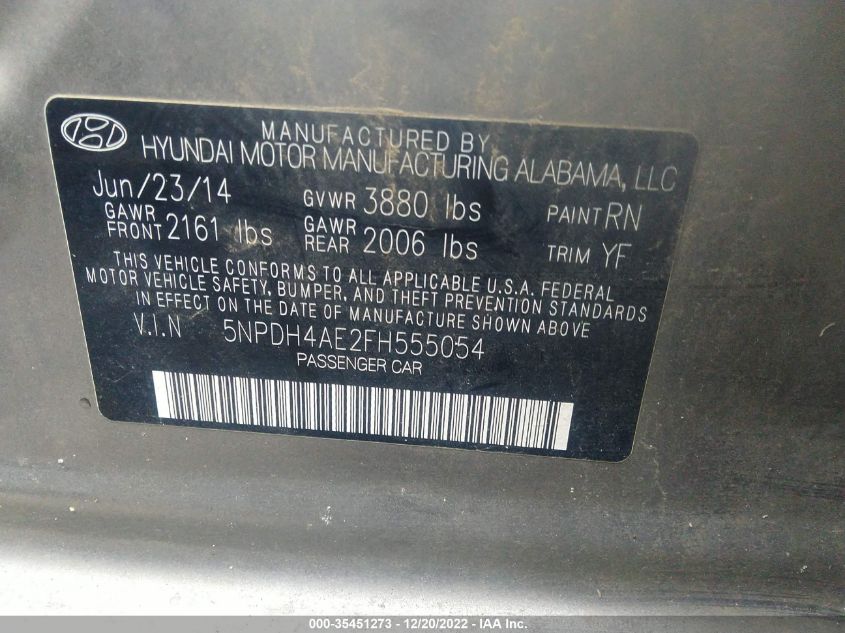 MANUFACTURED BY
HYUNDAI MOTOR MANUFACTURING ALABAMA, LLC
Jun/23/14 GVWR 3880 lbs PAINT RN
GAWR FRONT 2161 lbs GAWR REAR 2006 lbs TRIM YF
THIS VEHICLE CONFORMS TO ALL APPLICABLE U.S.A. FEDERAL
MOTOR VEHICLE SAFETY, BUMPER, AND THEFT PREVENTION STANDARDS
IN EFFECT ON THE DATE OF MANUFACTURE SHOWN ABOVE
V.I.N 5NPDH4AE2FH555054
PASSENGER CAR
000-35451273 - 12/20/2022 - IAA Inc.